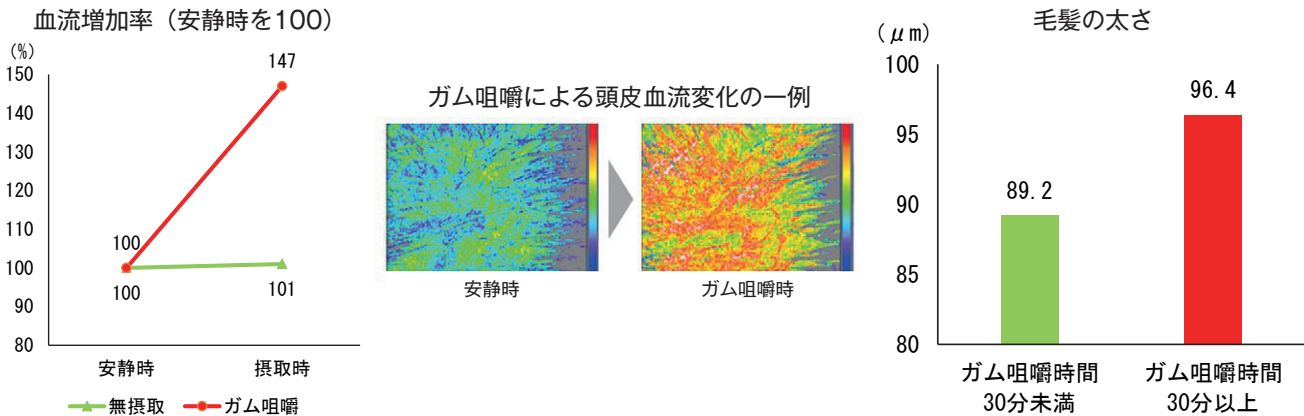 血流増加率（安静時を100）
(%)
150
140
130
120
110
100
90
80
147
100
100
101
安静時
摂取時
無摂取
ガム咀嚼
ガム咀嚼による頭皮血流変化の一例
安静時
ガム咀嚼時
毛髪の太さ
(μm)
100
95
90
85
80
89.2
96.4
ガム咀嚼時間
30分未満
ガム咀嚼時間
30分以上